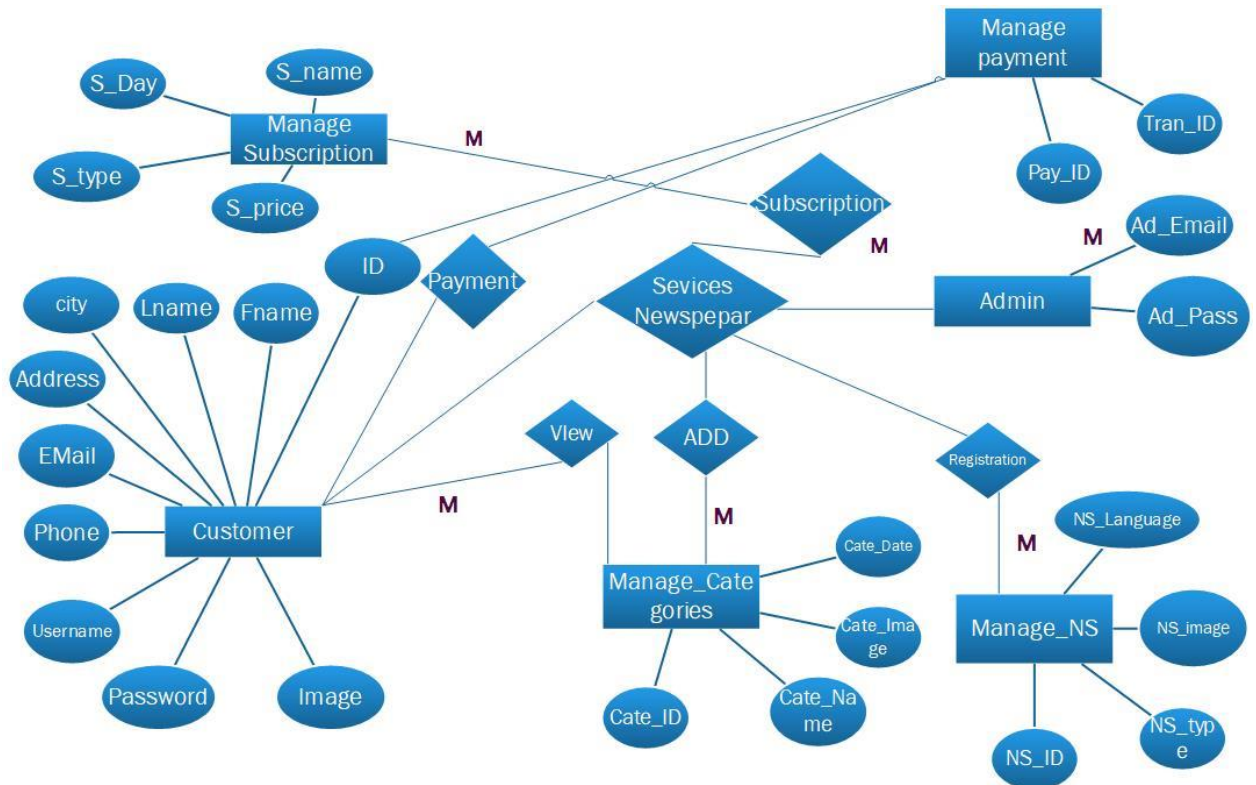 Manage
payment
S_name
S_Day
Manage
Subscription
M
Tran_ID
S_type
Pay_ID
S_price
Subscription
Ad_Email
M
M
ID
Payment
Sevices
Newspepar
Admin
Ad_Pass
city
Lname
Fname
Address
VIew
ADD
Registration
EMail
M
M
NS_Language
Phone
Customer
Cate_Date
M
Manage_Cate
gories
Username
Cate_Ima
ge
Manage_NS
NS_image
Password
Image
Cate_ID
Cate_Na
me
NS_ID
NS_typ
e